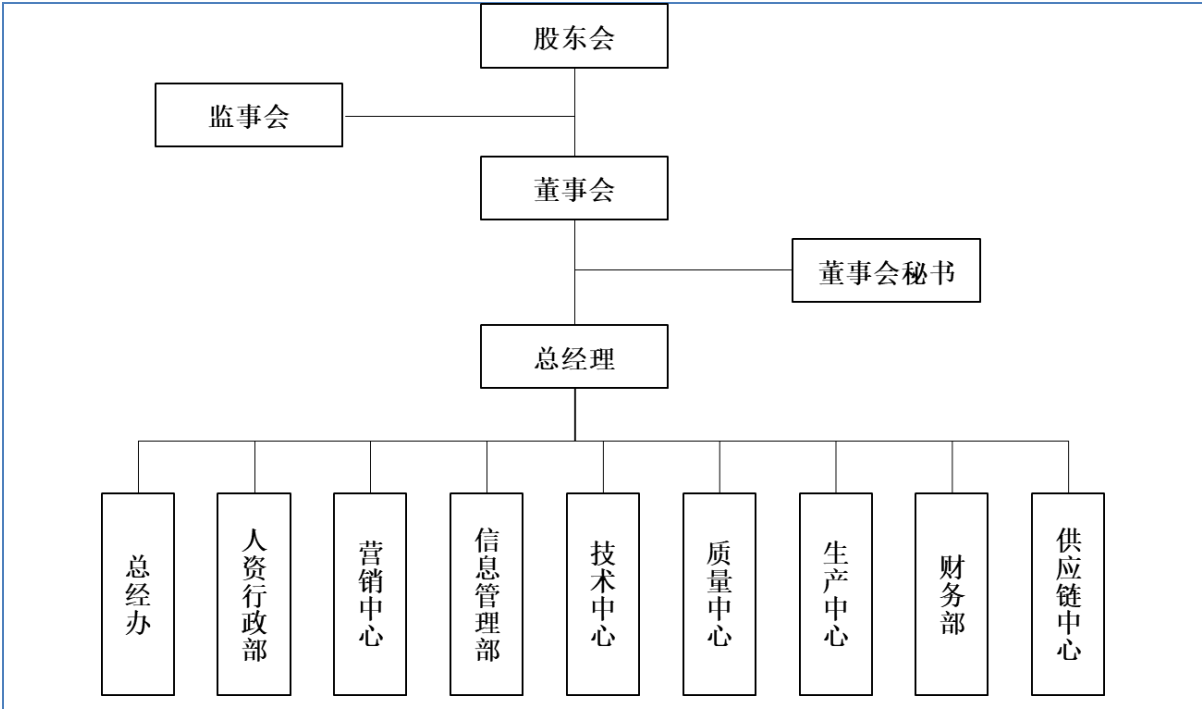 股东会
监事会
董事会
董事会秘书
总经理
总经办
人资行政部
营销中心
信息管理部
技术中心
质量中心
生产中心
财务部
供应链中心